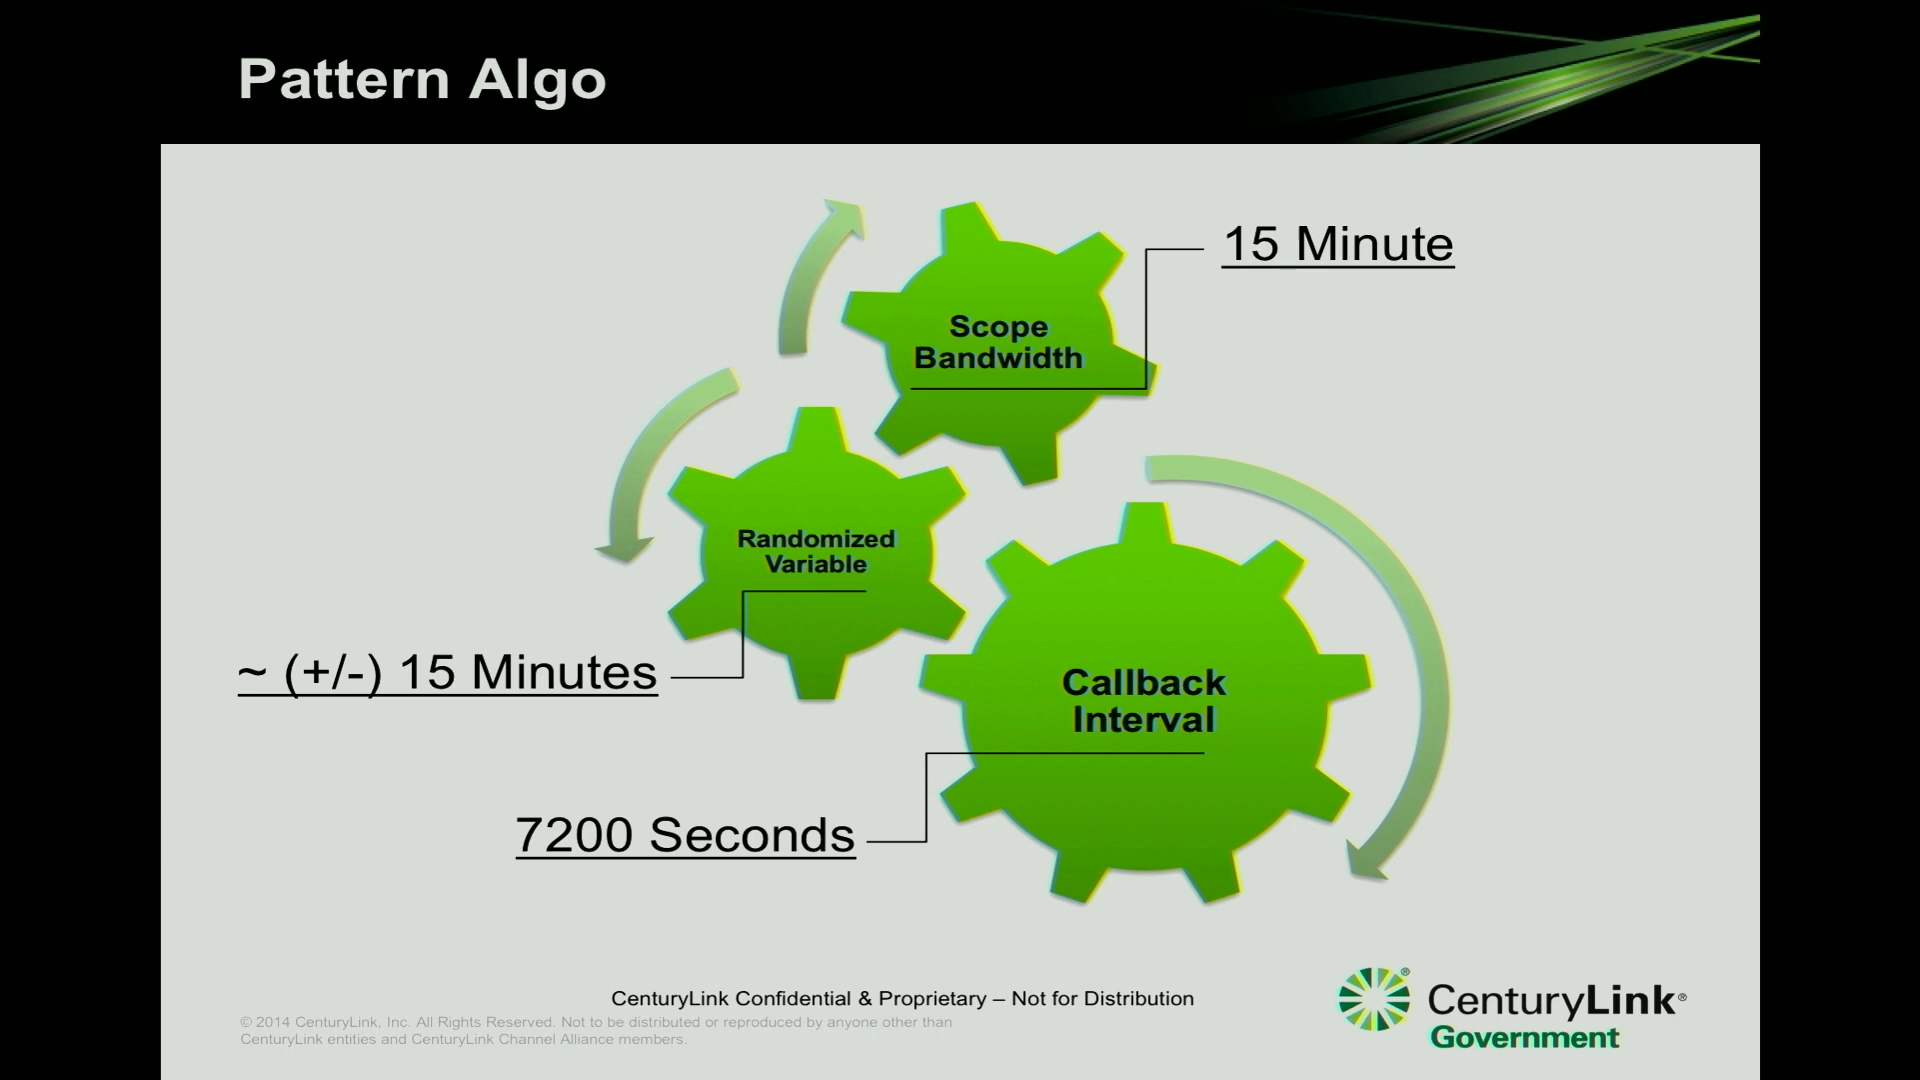 Pattern Algo
15 Minute
Scope
Bandwidth
Randomized
Variable
~ (+/-) 15 Minutes
Callback
Interval
7200 Seconds
CenturyLink Confidential & Proprietary – Not for Distribution
© 2014 CenturyLink, Inc. All Rights Reserved. Not to be distributed or reproduced by anyone other than
CenturyLink entities and CenturyLink Channel Alliance members.
CenturyLink®
Government